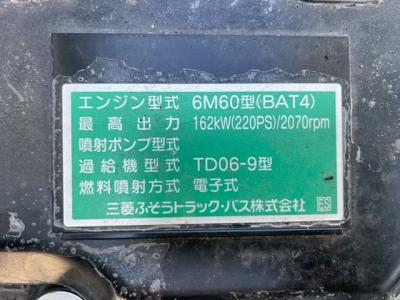 エンジン型式 6M60型(BAT4)
最高出力 162kW(220PS)/2070rpm
噴射ポンプ型式
過給機型式 TD06-9型
燃料噴射方式 電子式
三菱ふそうトラック・バス株式会社 ES